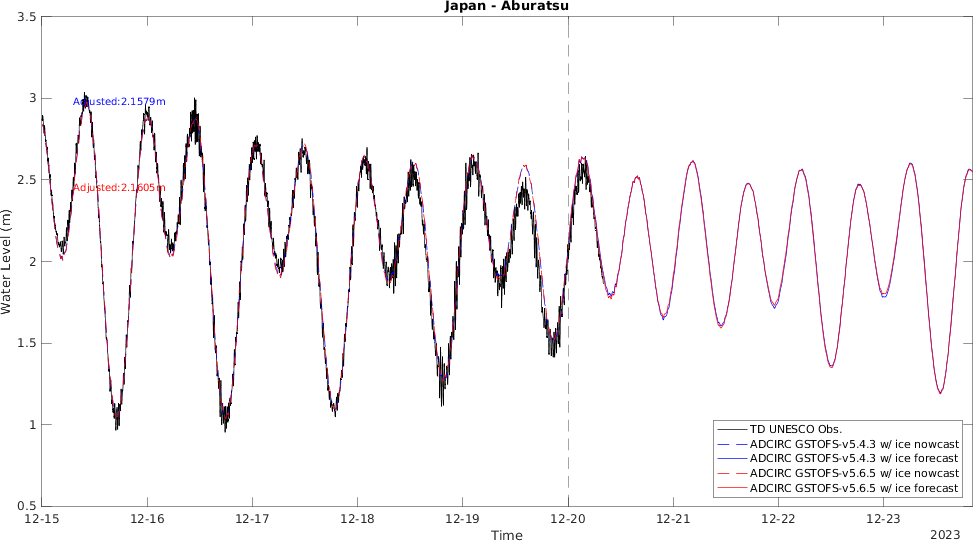 Japan - Aburatsu
3.5
3
2.5
2
1.5
1
0.5
Water Level (m)
Adjusted:2.1579m
Adjusted:2.1605m
TD UNESCO Obs.
ADCIRC GSTOFS-v5.4.3 w/ ice nowcast
ADCIRC GSTOFS-v5.4.3 w/ ice forecast
ADCIRC GSTOFS-v5.6.5 w/ ice nowcast
ADCIRC GSTOFS-v5.6.5 w/ ice forecast
12-15 12-16 12-17 12-18 12-19 12-20 12-21 12-22 12-23
Time
2023